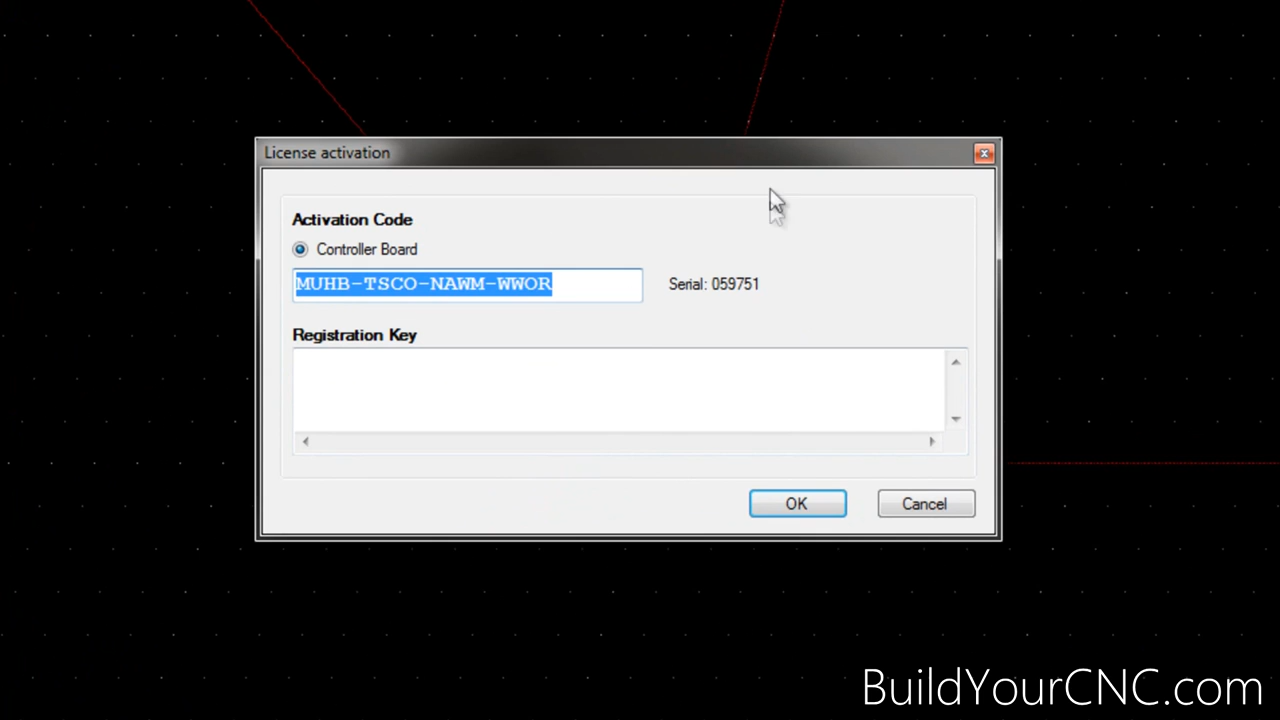 License activation
Activation Code
Controller Board
MUHB-TSCO-NAWM-WWOR
Serial: 059751
Registration Key
OK
Cancel
BuildYourCNC.com